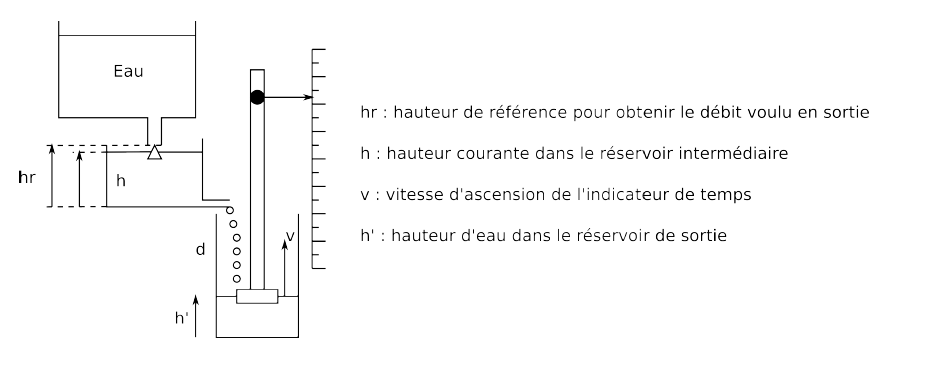 Eau
hr
h
d
v
h'
hr : hauteur de référence pour obtenir le débit voulu en sortie
h : hauteur courante dans le réservoir intermédiaire
v : vitesse d'ascension de l'indicateur de temps
h' : hauteur d'eau dans le réservoir de sortie